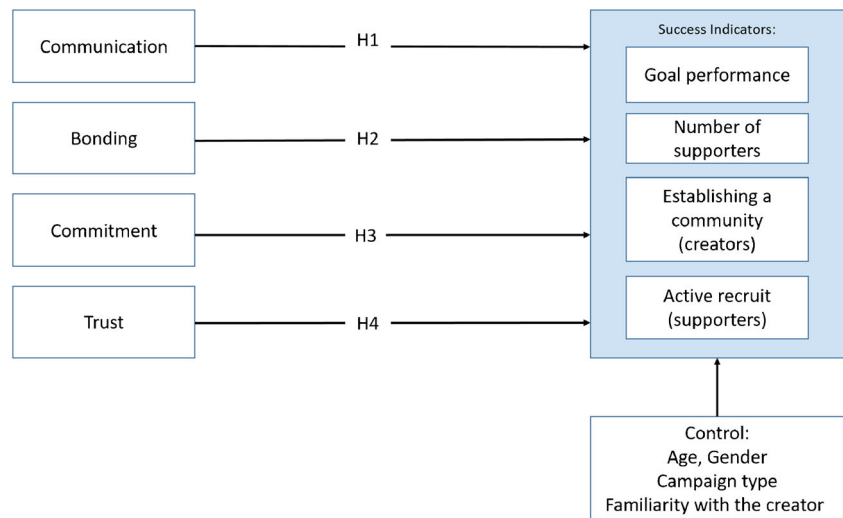 Communication
H1
Bonding
H2
Commitment
H3
Trust
H4
Success Indicators:
Goal performance
Number of
supporters
Establishing a
community
(creators)
Active recruit
(supporters)
Control:
Age, Gender
Campaign type
Familiarity with the creator